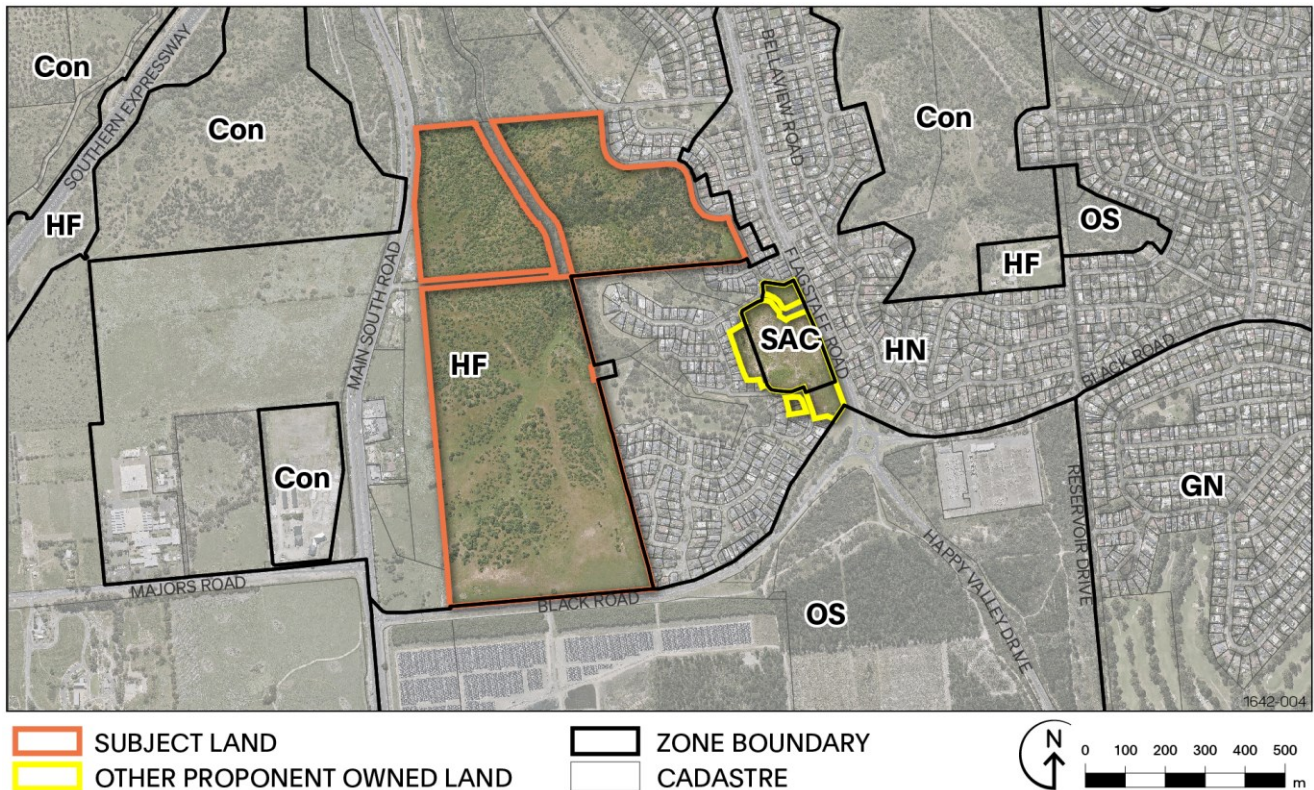 Con
SOUTHERN EXPRESSWAY
Con
BELLAVIEW ROAD
Con
HF
OS
HF
MAIN SOUTH ROAD
FLAGSTAFF ROAD
SAC
HN
HF
BLACK ROAD
Con
RESERVOIR DRIVE
GN
HAPPY VALLEY DRIVE
MAJORS ROAD
BLACK ROAD
OS
1642-004
SUBJECT LAND
ZONE BOUNDARY
OTHER PROPONENT OWNED LAND
CADASTRE
N
0 100 200 300 400 500
m